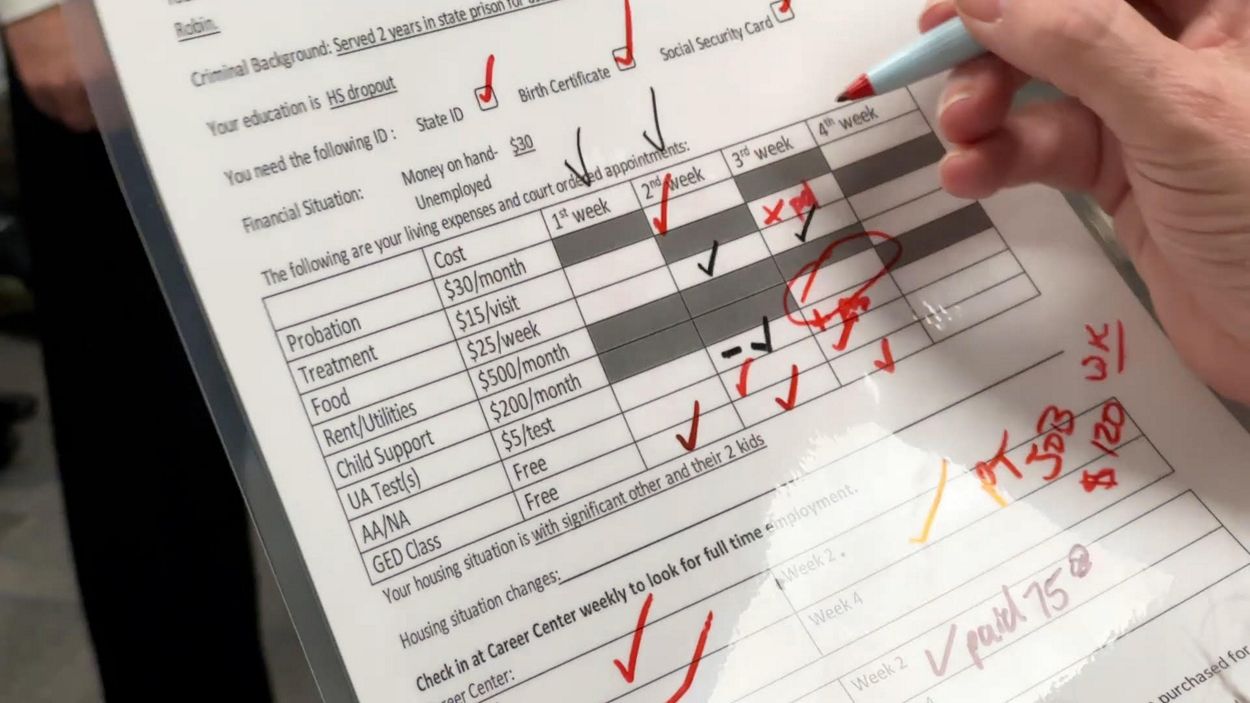 Robin.
Criminal Background: Served 2 years in state prison for
Your education is HS dropout
You need the following ID : State ID Birth Certificate Social Security Card
Financial Situation: Money on hand- $30
Unemployed
The following are your living expenses and court ordered appointments:
Cost 1st week 2nd week 3rd week 4th week
Probation $30/month
Treatment $15/visit
Food $25/week
Rent/Utilities $500/month
Child Support $200/month
UA Test(s) $5/test
AA/NA Free
GED Class Free
x pd
WK
PT JOB $120
Your housing situation is with significant other and their 2 kids
Housing situation changes:
Check in at Career Center weekly to look for full time employment.
Career Center: Week 2
Week 4
Week 2 paid 75
purchased for